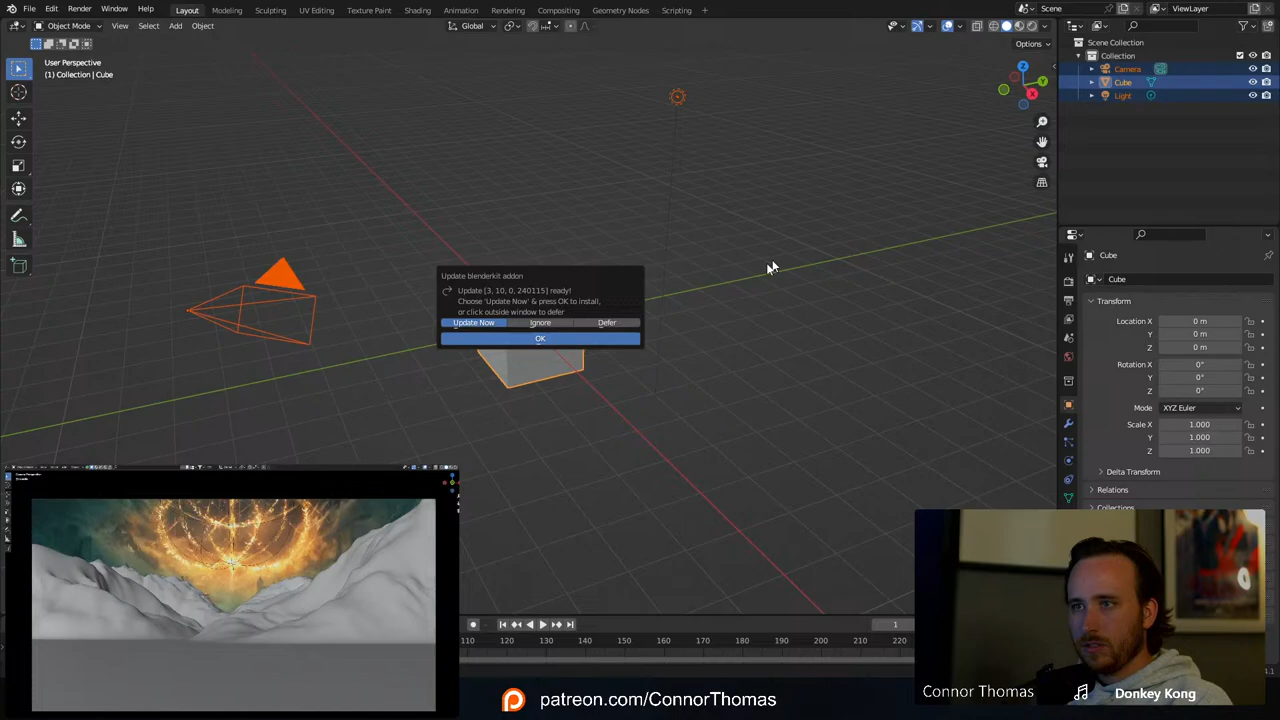 File Edit Render Window Help Layout Modeling Sculpting UV Editing Texture Paint Shading Animation Rendering Compositing Geometry Nodes Scripting + Scene ViewLayer
Object Mode View Select Add Object Global
Options
User Perspective
(1) Collection | Cube
Z
Y
X
Scene Collection
Collection
Camera
Cube
Light
Update blenderkit addon
Update [3, 10, 0, 240115] ready!
Choose 'Update Now' & press OK to install,
or click outside window to defer
Update Now Ignore Defer
OK
Cube
Cube
Transform
Location X 0 m
Y 0 m
Z 0 m
Rotation X 0°
Y 0°
Z 0°
Mode XYZ Euler
Scale X 1.000
Y 1.000
Z 1.000
Delta Transform
Relations
Collections
1
110 120 130 140 150 160 170 180 190 200 210 220
patreon.com/ConnorThomas
Connor Thomas
Donkey Kong